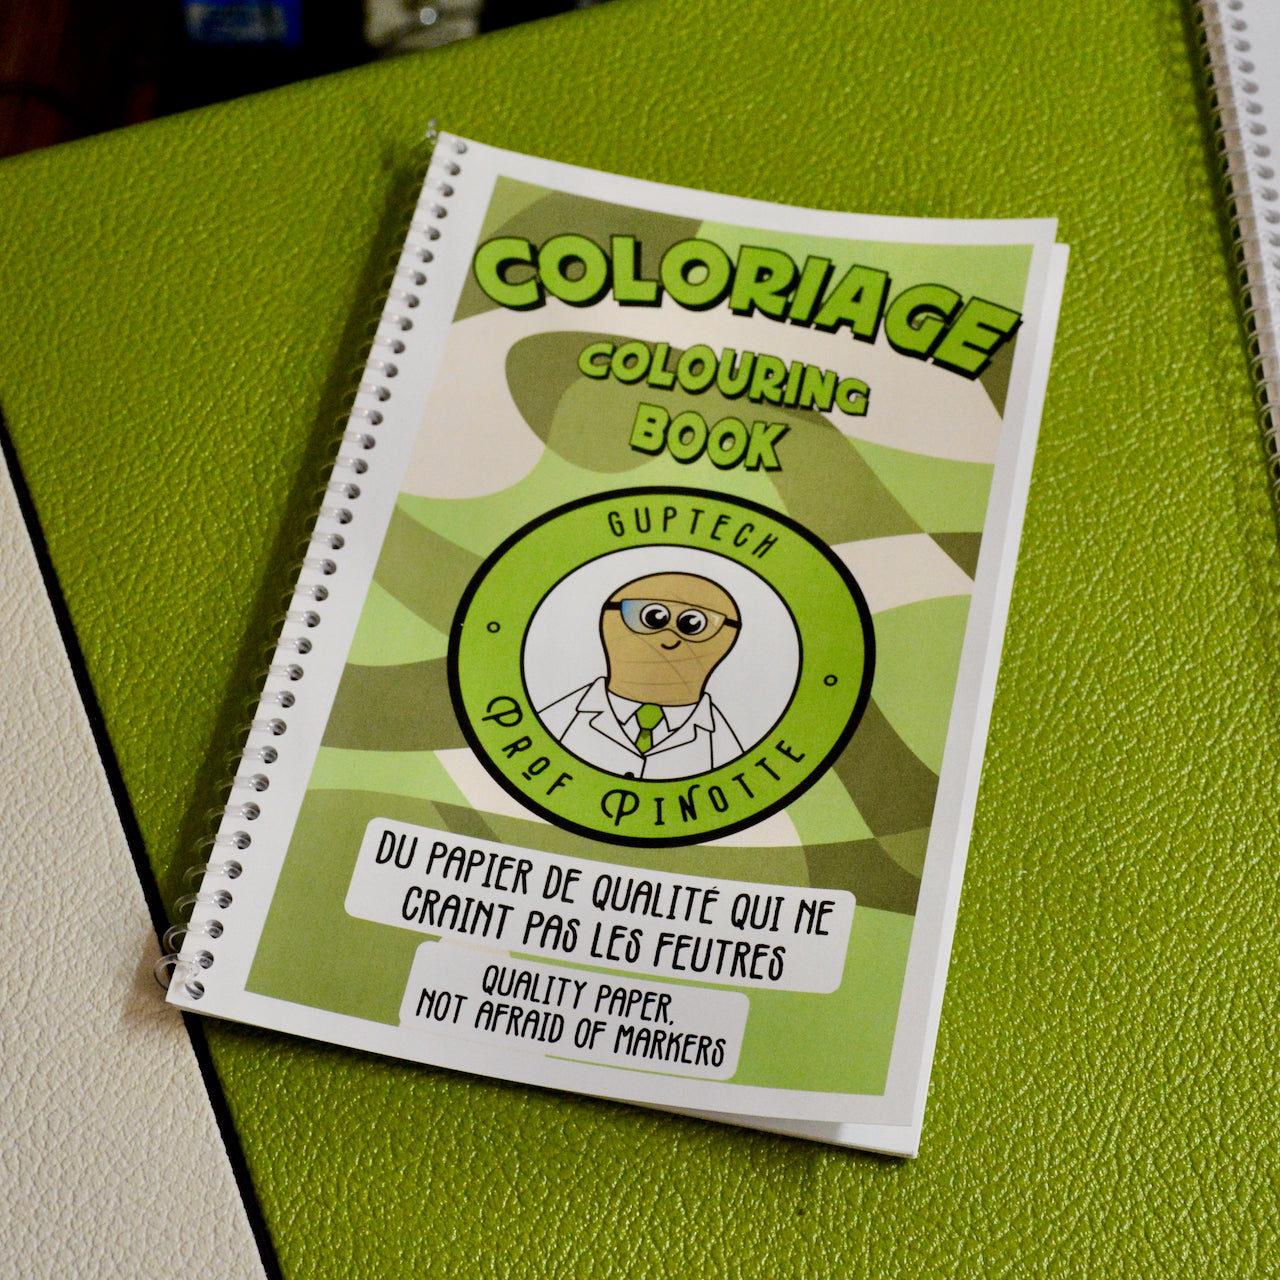 COLORIAGE
COLOURING
BOOK
GUPTECH
PROF PINOTTE
DU PAPIER DE QUALITÉ QUI NE
CRAINT PAS LES FEUTRES
QUALITY PAPER,
NOT AFRAID OF MARKERS